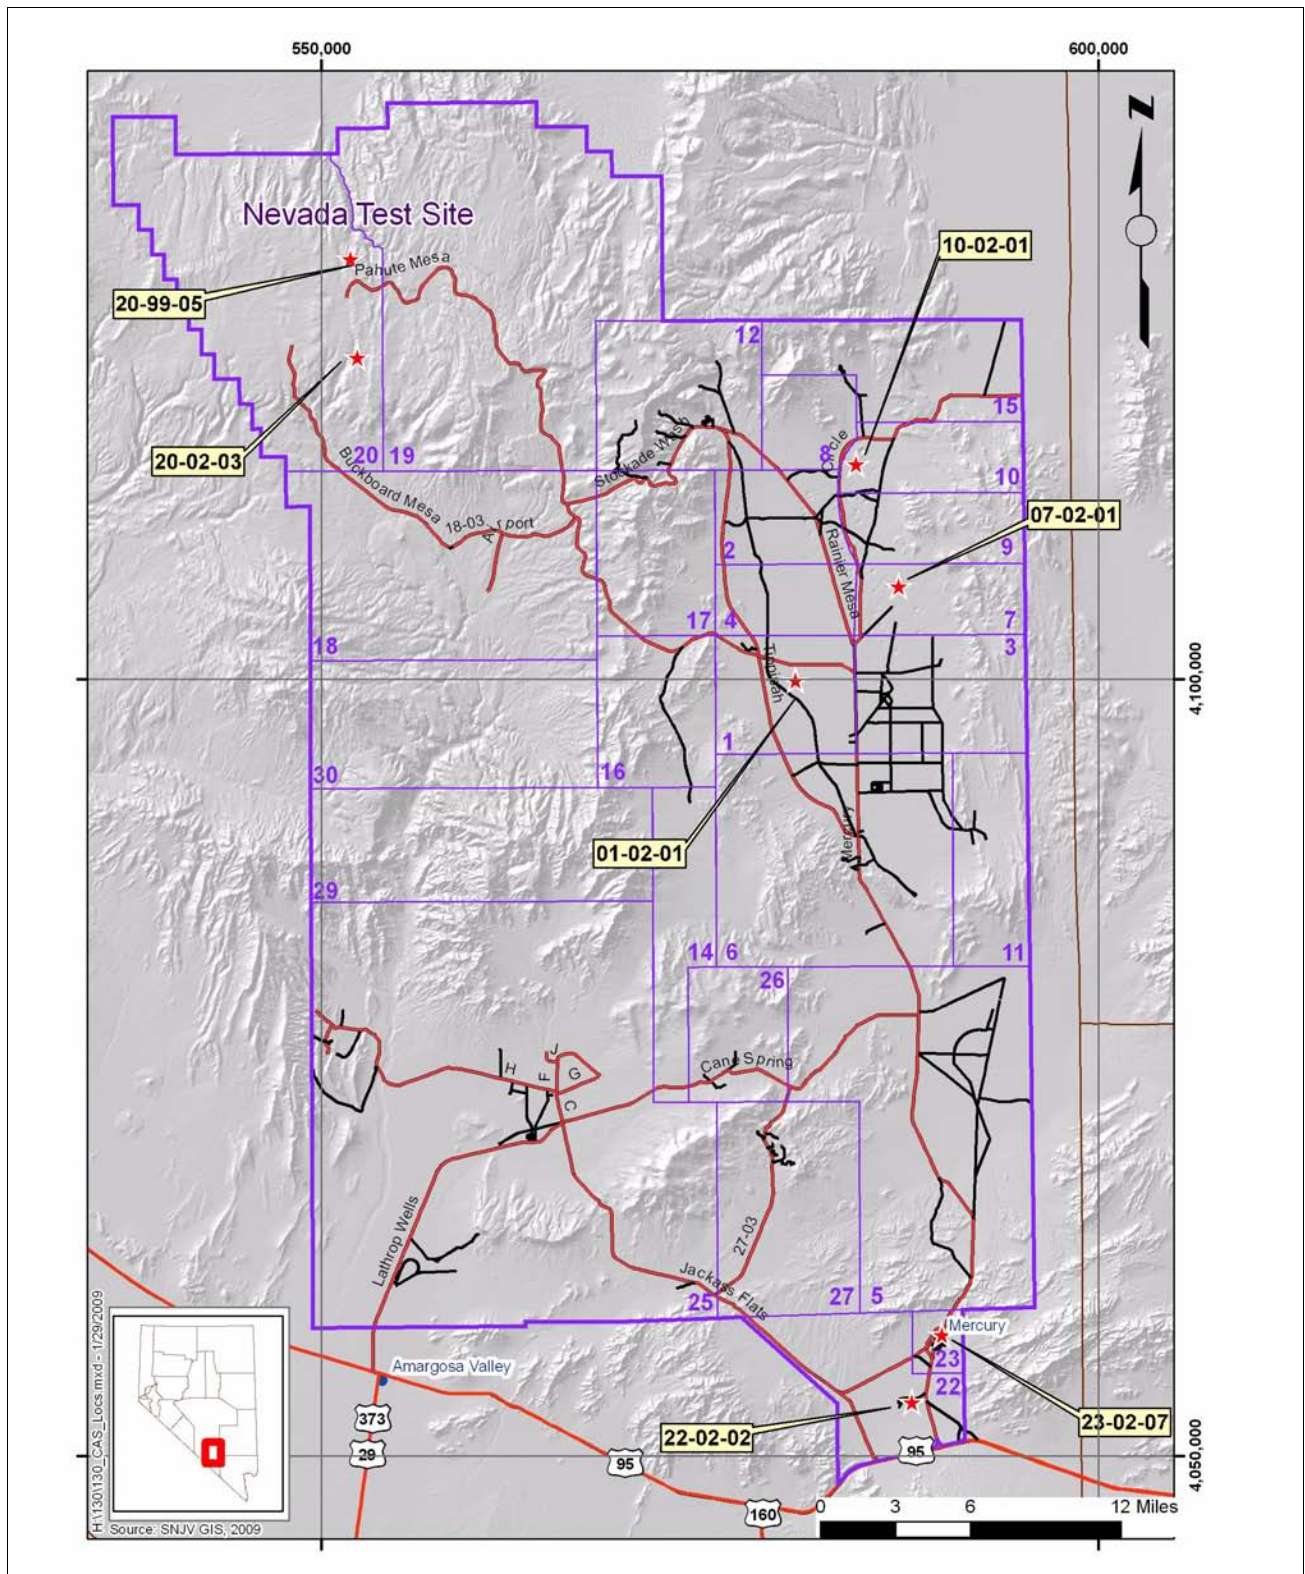 550,000
600,000
Z
Nevada Test Site
10-02-01
Pahute Mesa
20-99-05
12
15
20-02-03
Stockade Wash
Circle
8
20
19
10
Buckboard Mesa
18-03
Airport
07-02-01
2
Rainier Mesa
9
17
4
7
18
3
Tippipah
4,100,000
1
30
16
Mercury
01-02-01
29
14
6
11
26
Cane Spring
J
H
F
G
C
Lathrop Wells
27-03
Jackass Flats
25
27
5
Mercury
23
22
Amargosa Valley
373
29
22-02-02
23-02-07
95
95
160
4,050,000
0 3 6 12 Miles
H:\130\130_CAS_Locs.mxd - 1/29/2009
Source: SNJV GIS, 2009